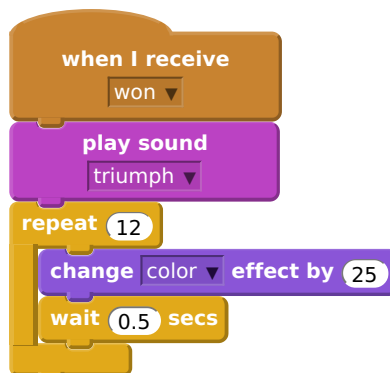 when I receive
won ▼
play sound
triumph ▼
repeat 12
change color ▼ effect by 25
wait 0.5 secs